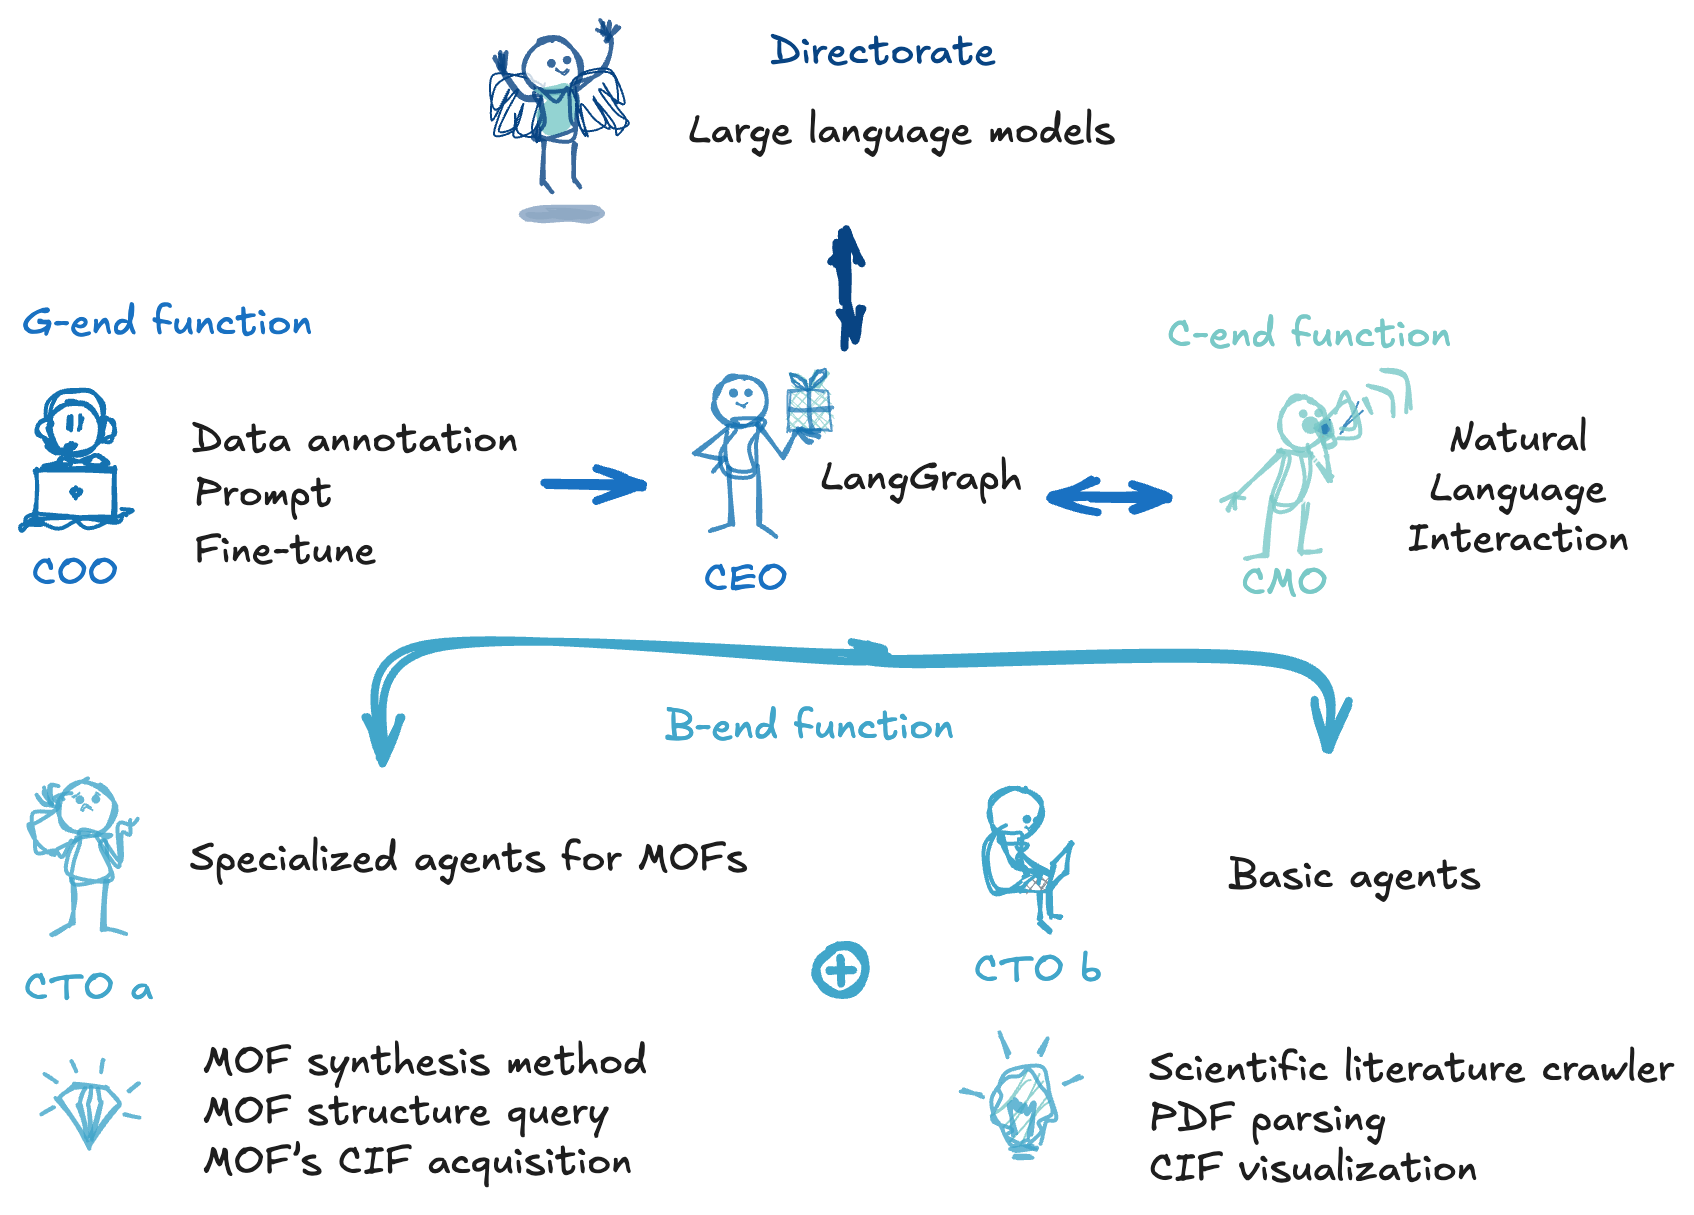 Directorate
Large language models
G-end function
C-end function
Data annotation
Prompt
Fine-tune
COO
LangGraph
CEO
Natural
Language
Interaction
CMO
B-end function
Specialized agents for MOFs
CTO a
Basic agents
CTO b
MOF synthesis method
MOF structure query
MOF's CIF acquisition
Scientific literature crawler
PDF parsing
CIF visualization